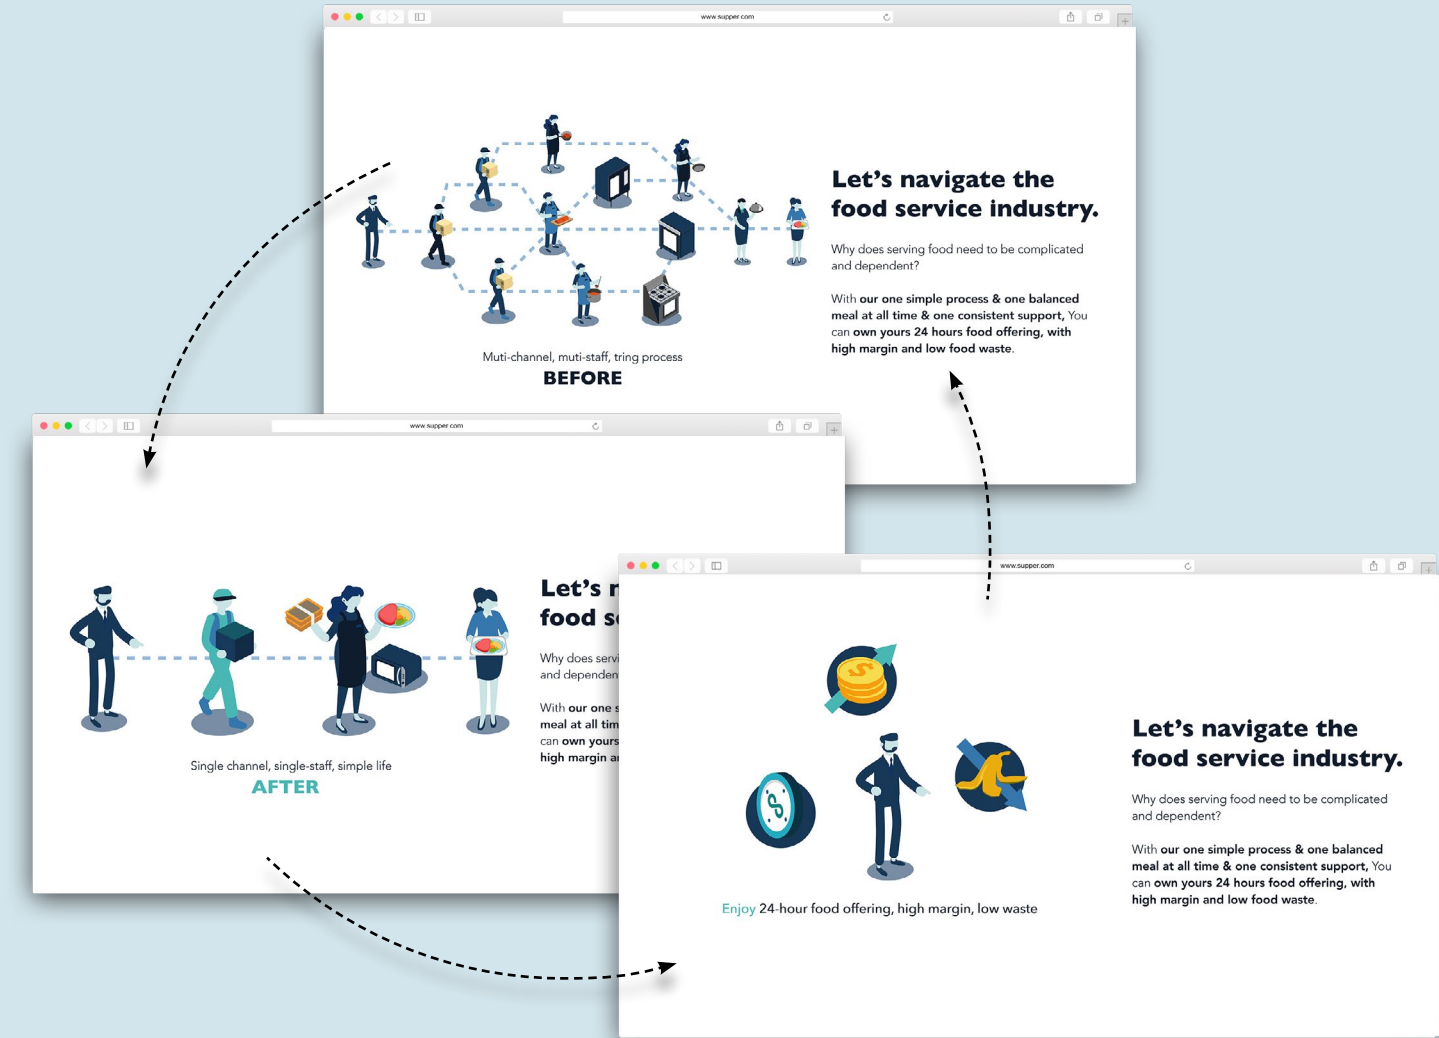 www.supper.com
Let's navigate the
food service industry.
Why does serving food need to be complicated
and dependent?
With our one simple process & one balanced
meal at all time & one consistent support, You
can own yours 24 hours food offering, with
high margin and low food waste.
Muti-channel, muti-staff, tring process
BEFORE
www.supper.com
Let's
food
Why does servi
and dependen
With our one s
meal at all tim
can own yours
high margin a
Single channel, single-staff, simple life
AFTER
www.supper.com
Let's navigate the
food service industry.
Why does serving food need to be complicated
and dependent?
With our one simple process & one balanced
meal at all time & one consistent support, You
can own yours 24 hours food offering, with
high margin and low food waste.
Enjoy 24-hour food offering, high margin, low waste